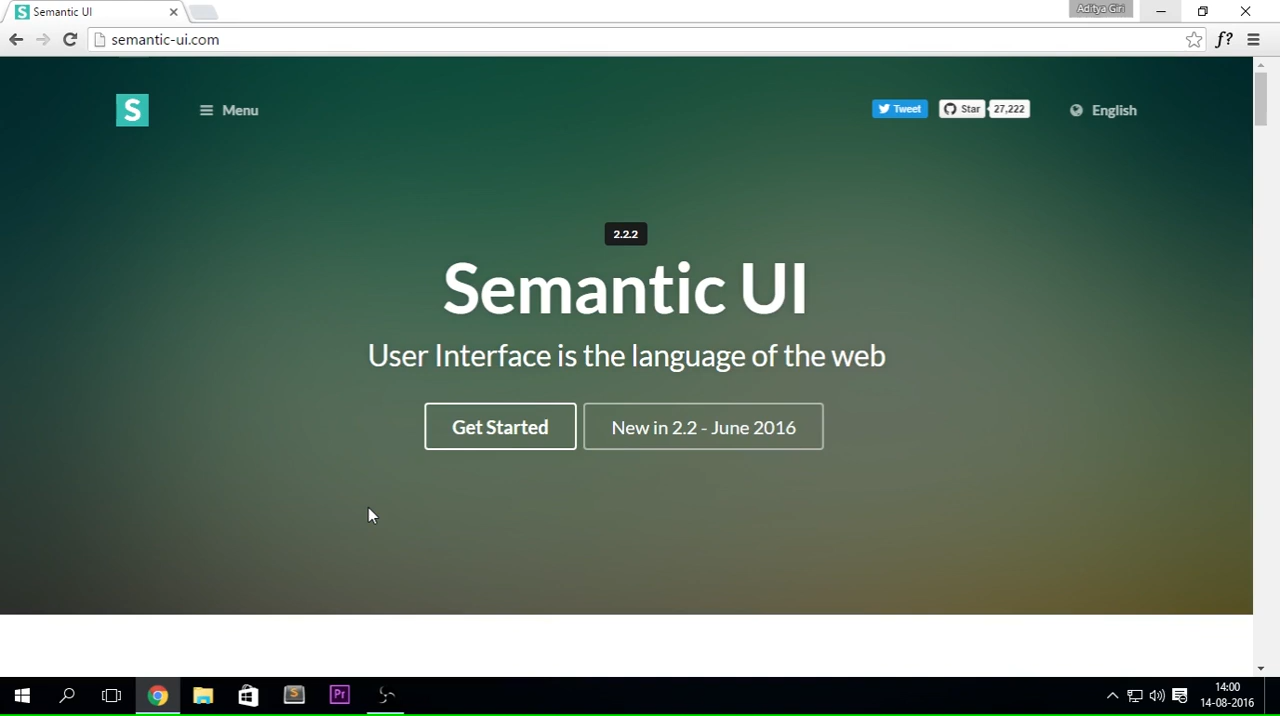 Semantic UI
Aditya Giri
semantic-ui.com
f?
S
Menu
Tweet
Star
27,222
English
2.2.2
Semantic UI
User Interface is the language of the web
Get Started
New in 2.2 - June 2016
S
Pr
14:00
14-08-2016